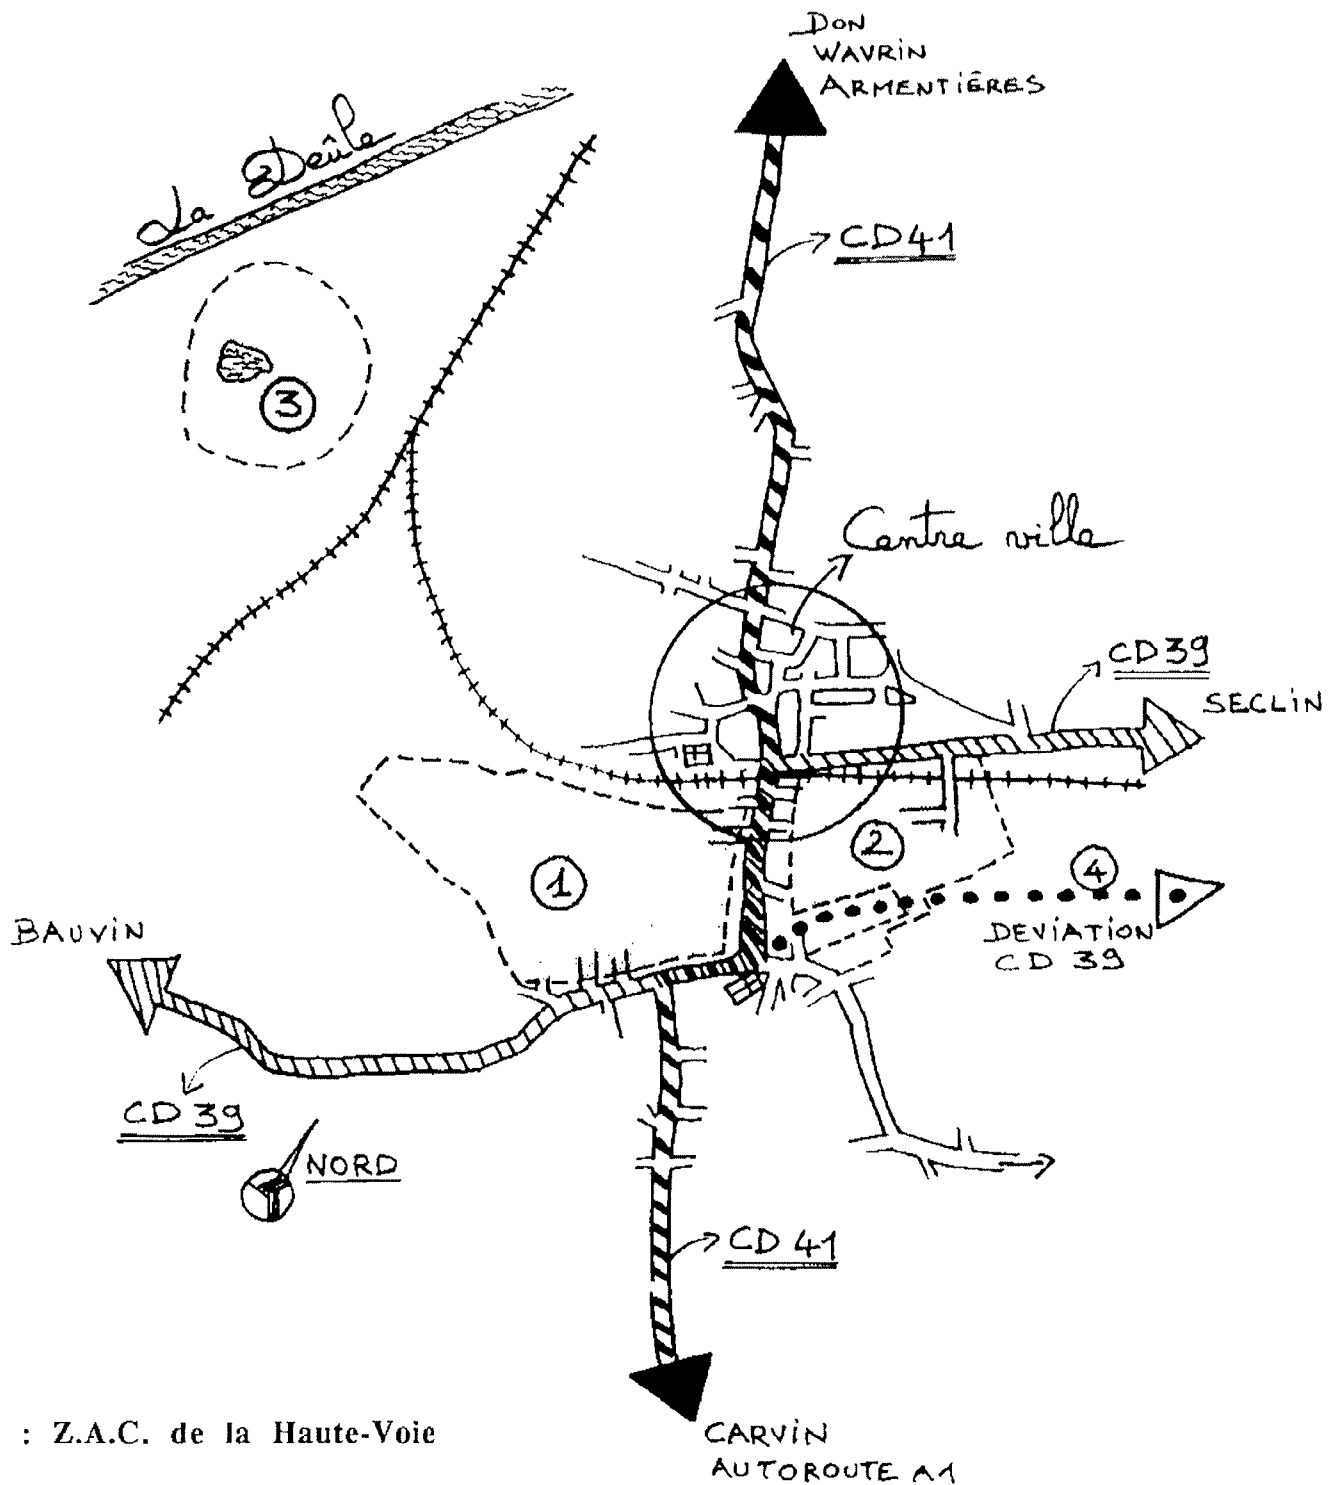 DON
WAVRIN
ARMENTIÈRES
La Deûle
CD41
3
Centre ville
CD39
SECLIN
2
1
4
BAUVIN
DEVIATION
CD 39
CD 39
NORD
CD 41
: Z.A.C. de la Haute-Voie
CARVIN
AUTOROUTE A1